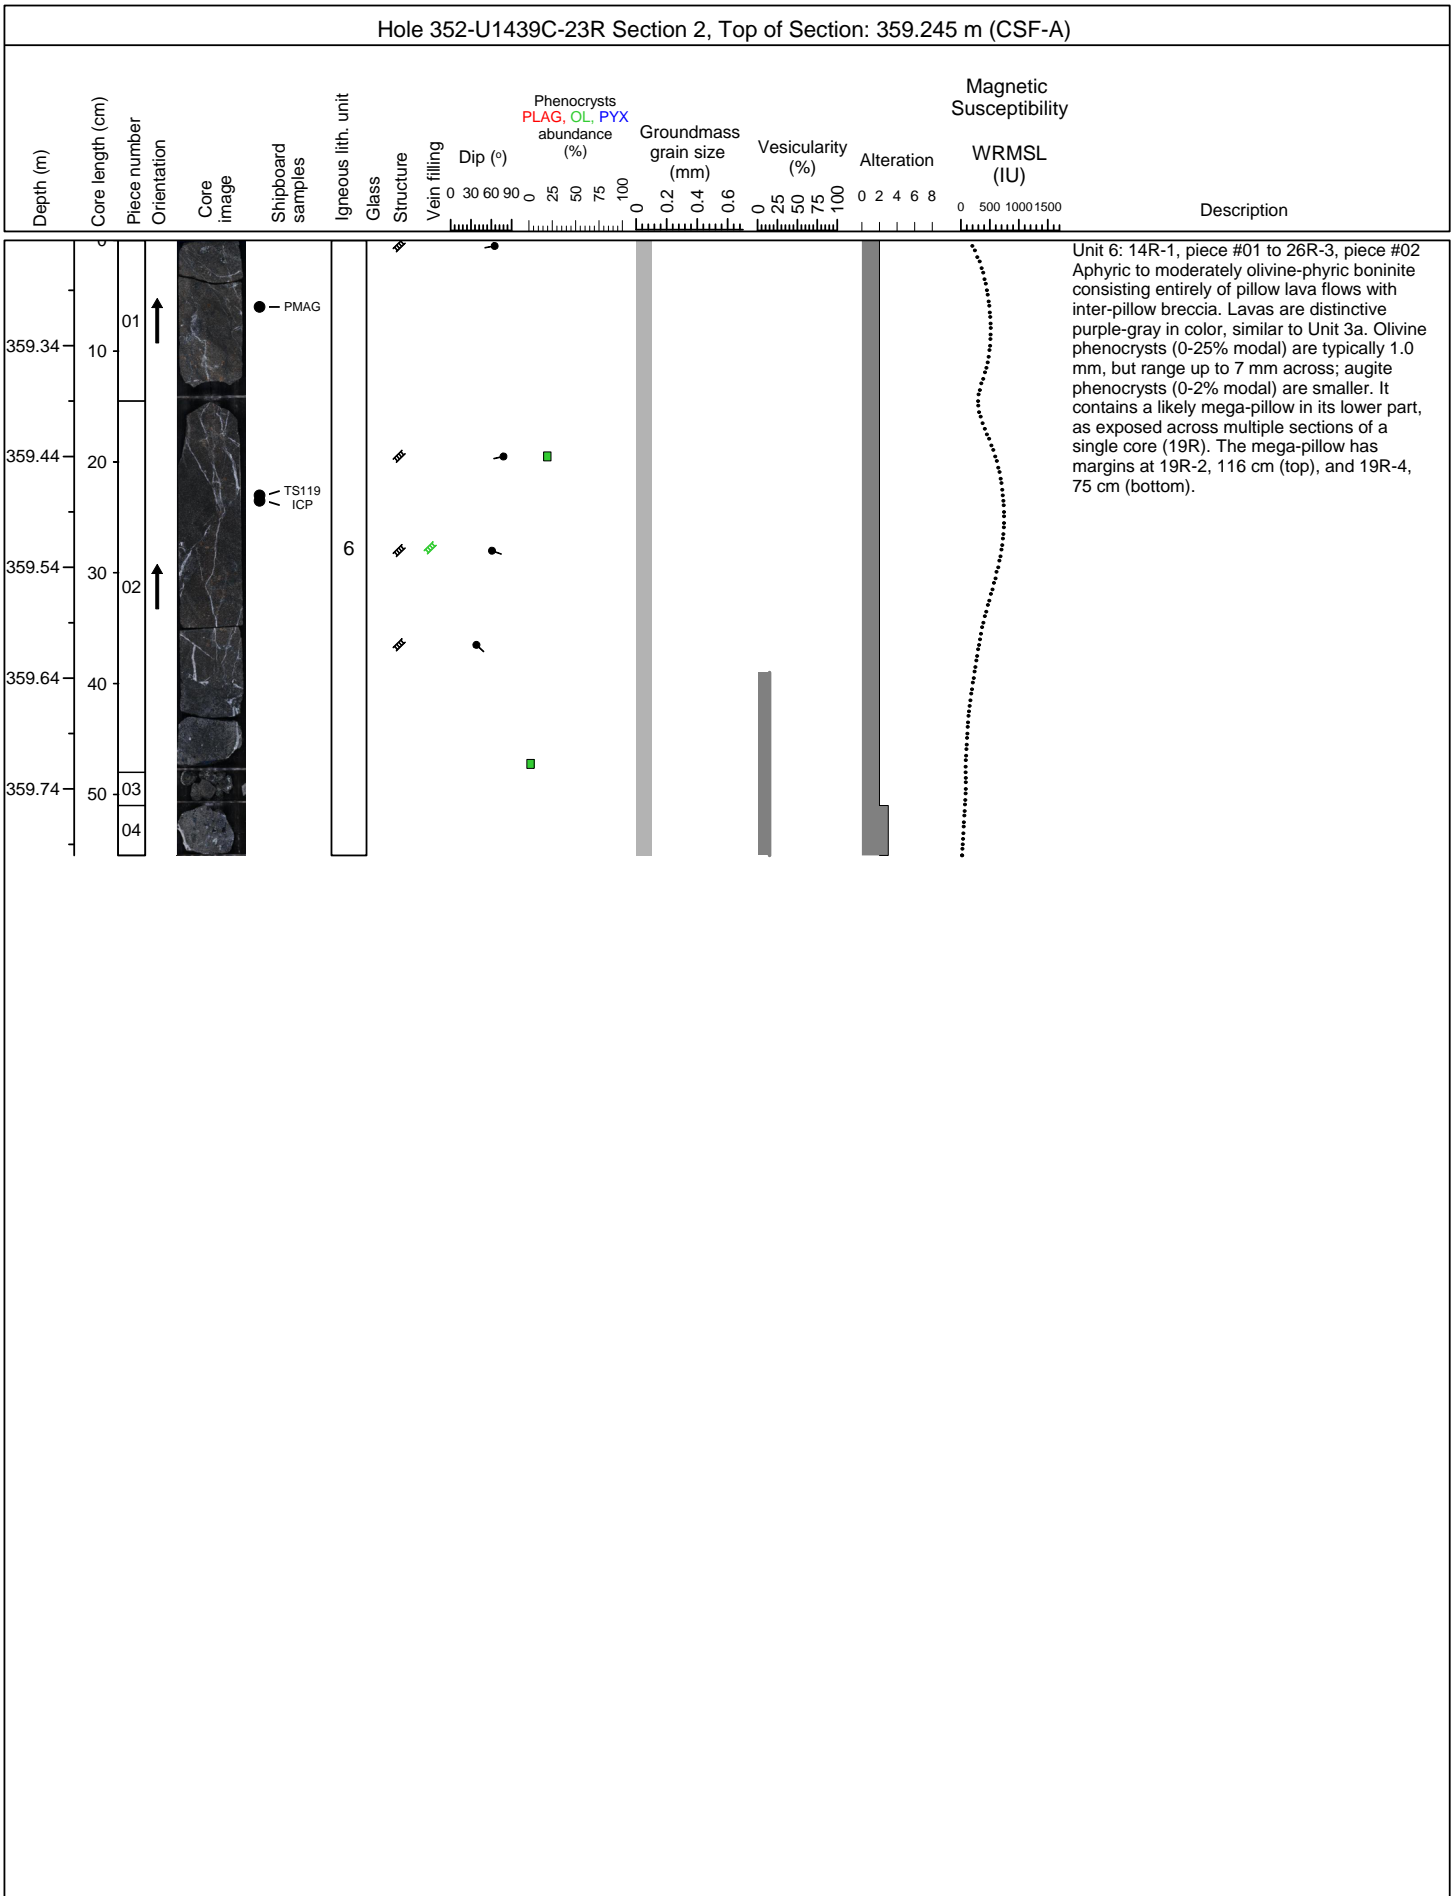 Hole 352-U1439C-23R Section 2, Top of Section: 359.245 m (CSF-A)
Depth (m)
Core length (cm)
Piece number
Orientation
Core
image
Shipboard
samples
Igneous lith. unit
Glass
Structure
Vein filling
Dip (º)
0 30 60 90
Phenocrysts
PLAG, OL, PYX
abundance
(%)
0 25 50 75 100
Groundmass
grain size
(mm)
0 0.2 0.4 0.6
Vesicularity
(%)
0 25 50 75 100
Alteration
0 2 4 6 8
Magnetic
Susceptibility
WRMSL
(IU)
0 500 1000 1500
Description
359.34
359.44
359.54
359.64
359.74
0
10
20
30
40
50
01
02
03
04
PMAG
TS119
ICP
6
Unit 6: 14R-1, piece #01 to 26R-3, piece #02
Aphyric to moderately olivine-phyric boninite
consisting entirely of pillow lava flows with
inter-pillow breccia. Lavas are distinctive
purple-gray in color, similar to Unit 3a. Olivine
phenocrysts (0-25% modal) are typically 1.0
mm, but range up to 7 mm across; augite
phenocrysts (0-2% modal) are smaller. It
contains a likely mega-pillow in its lower part,
as exposed across multiple sections of a
single core (19R). The mega-pillow has
margins at 19R-2, 116 cm (top), and 19R-4,
75 cm (bottom).